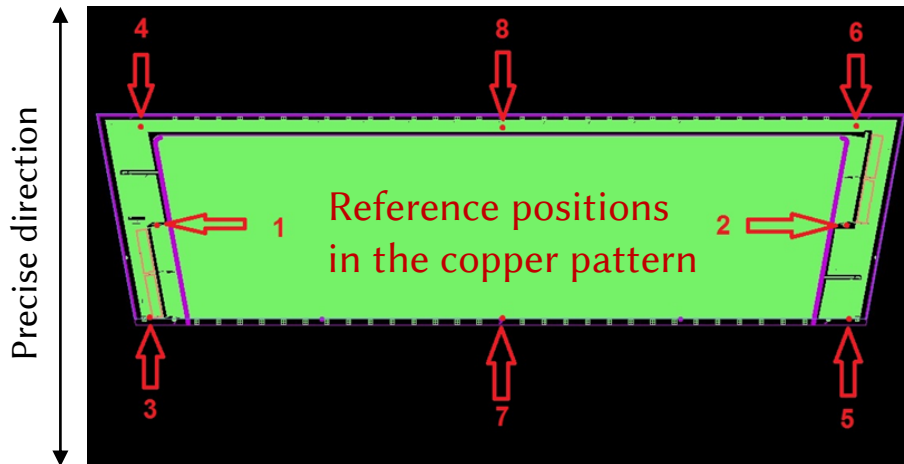 Precise direction
4
8
6
1
Reference positions
in the copper pattern
2
3
7
5